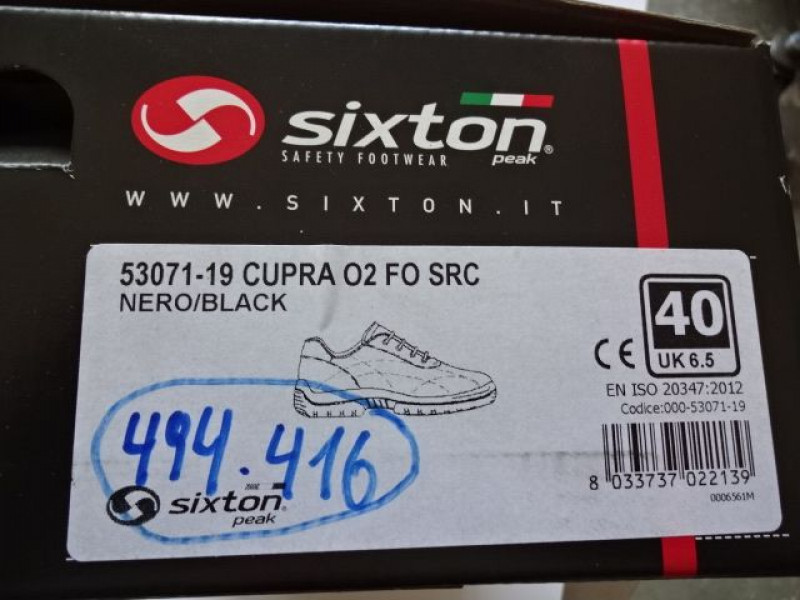 sixton®
peak
SAFETY FOOTWEAR
WWW.SIXTON.IT
53071-19 CUPRA O2 FO SRC
NERO/BLACK
40
UK 6.5
CE
EN ISO 20347:2012
Codice:000-53071-19
8 033737 022139
0006561M
494.416
sixton®
peak